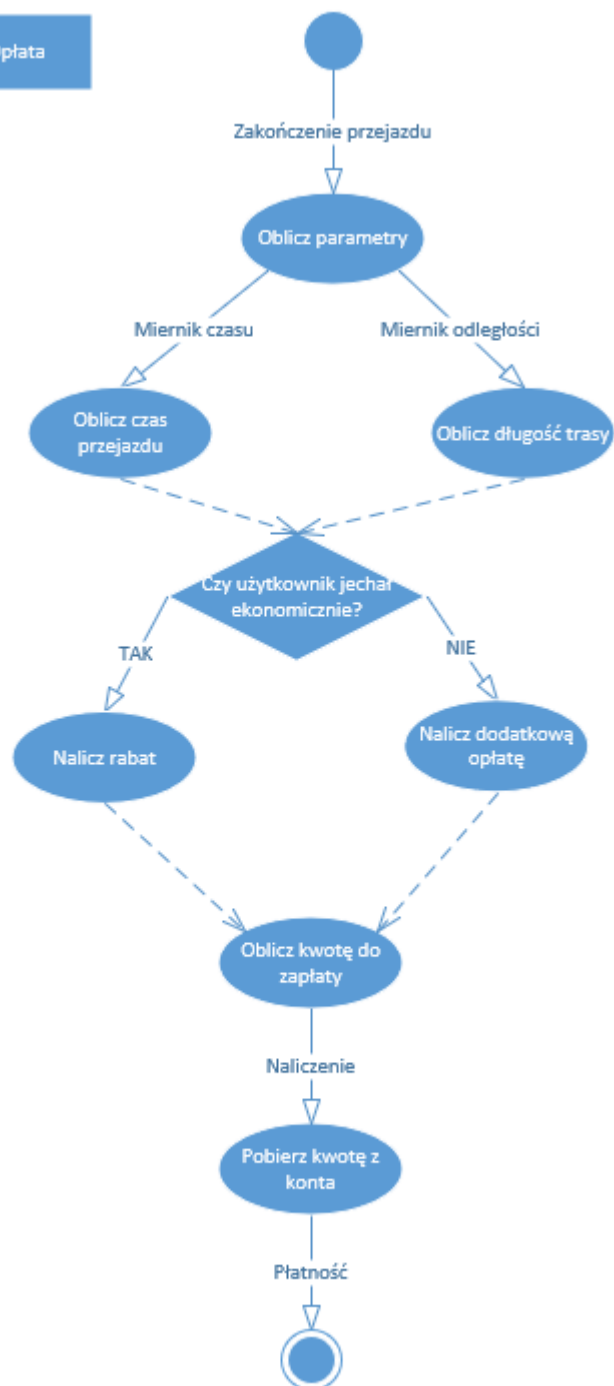 Zakończenie przejazdu
Oblicz parametry
Miernik czasu
Miernik odległości
Oblicz czas
przejazdu
Oblicz długość trasy
Czy użytkownik jechał
ekonomicznie?
TAK
NIE
Nalicz rabat
Nalicz dodatkową
opłatę
Oblicz kwotę do
zapłaty
Naliczenie
Pobierz kwotę z
konta
Płatność